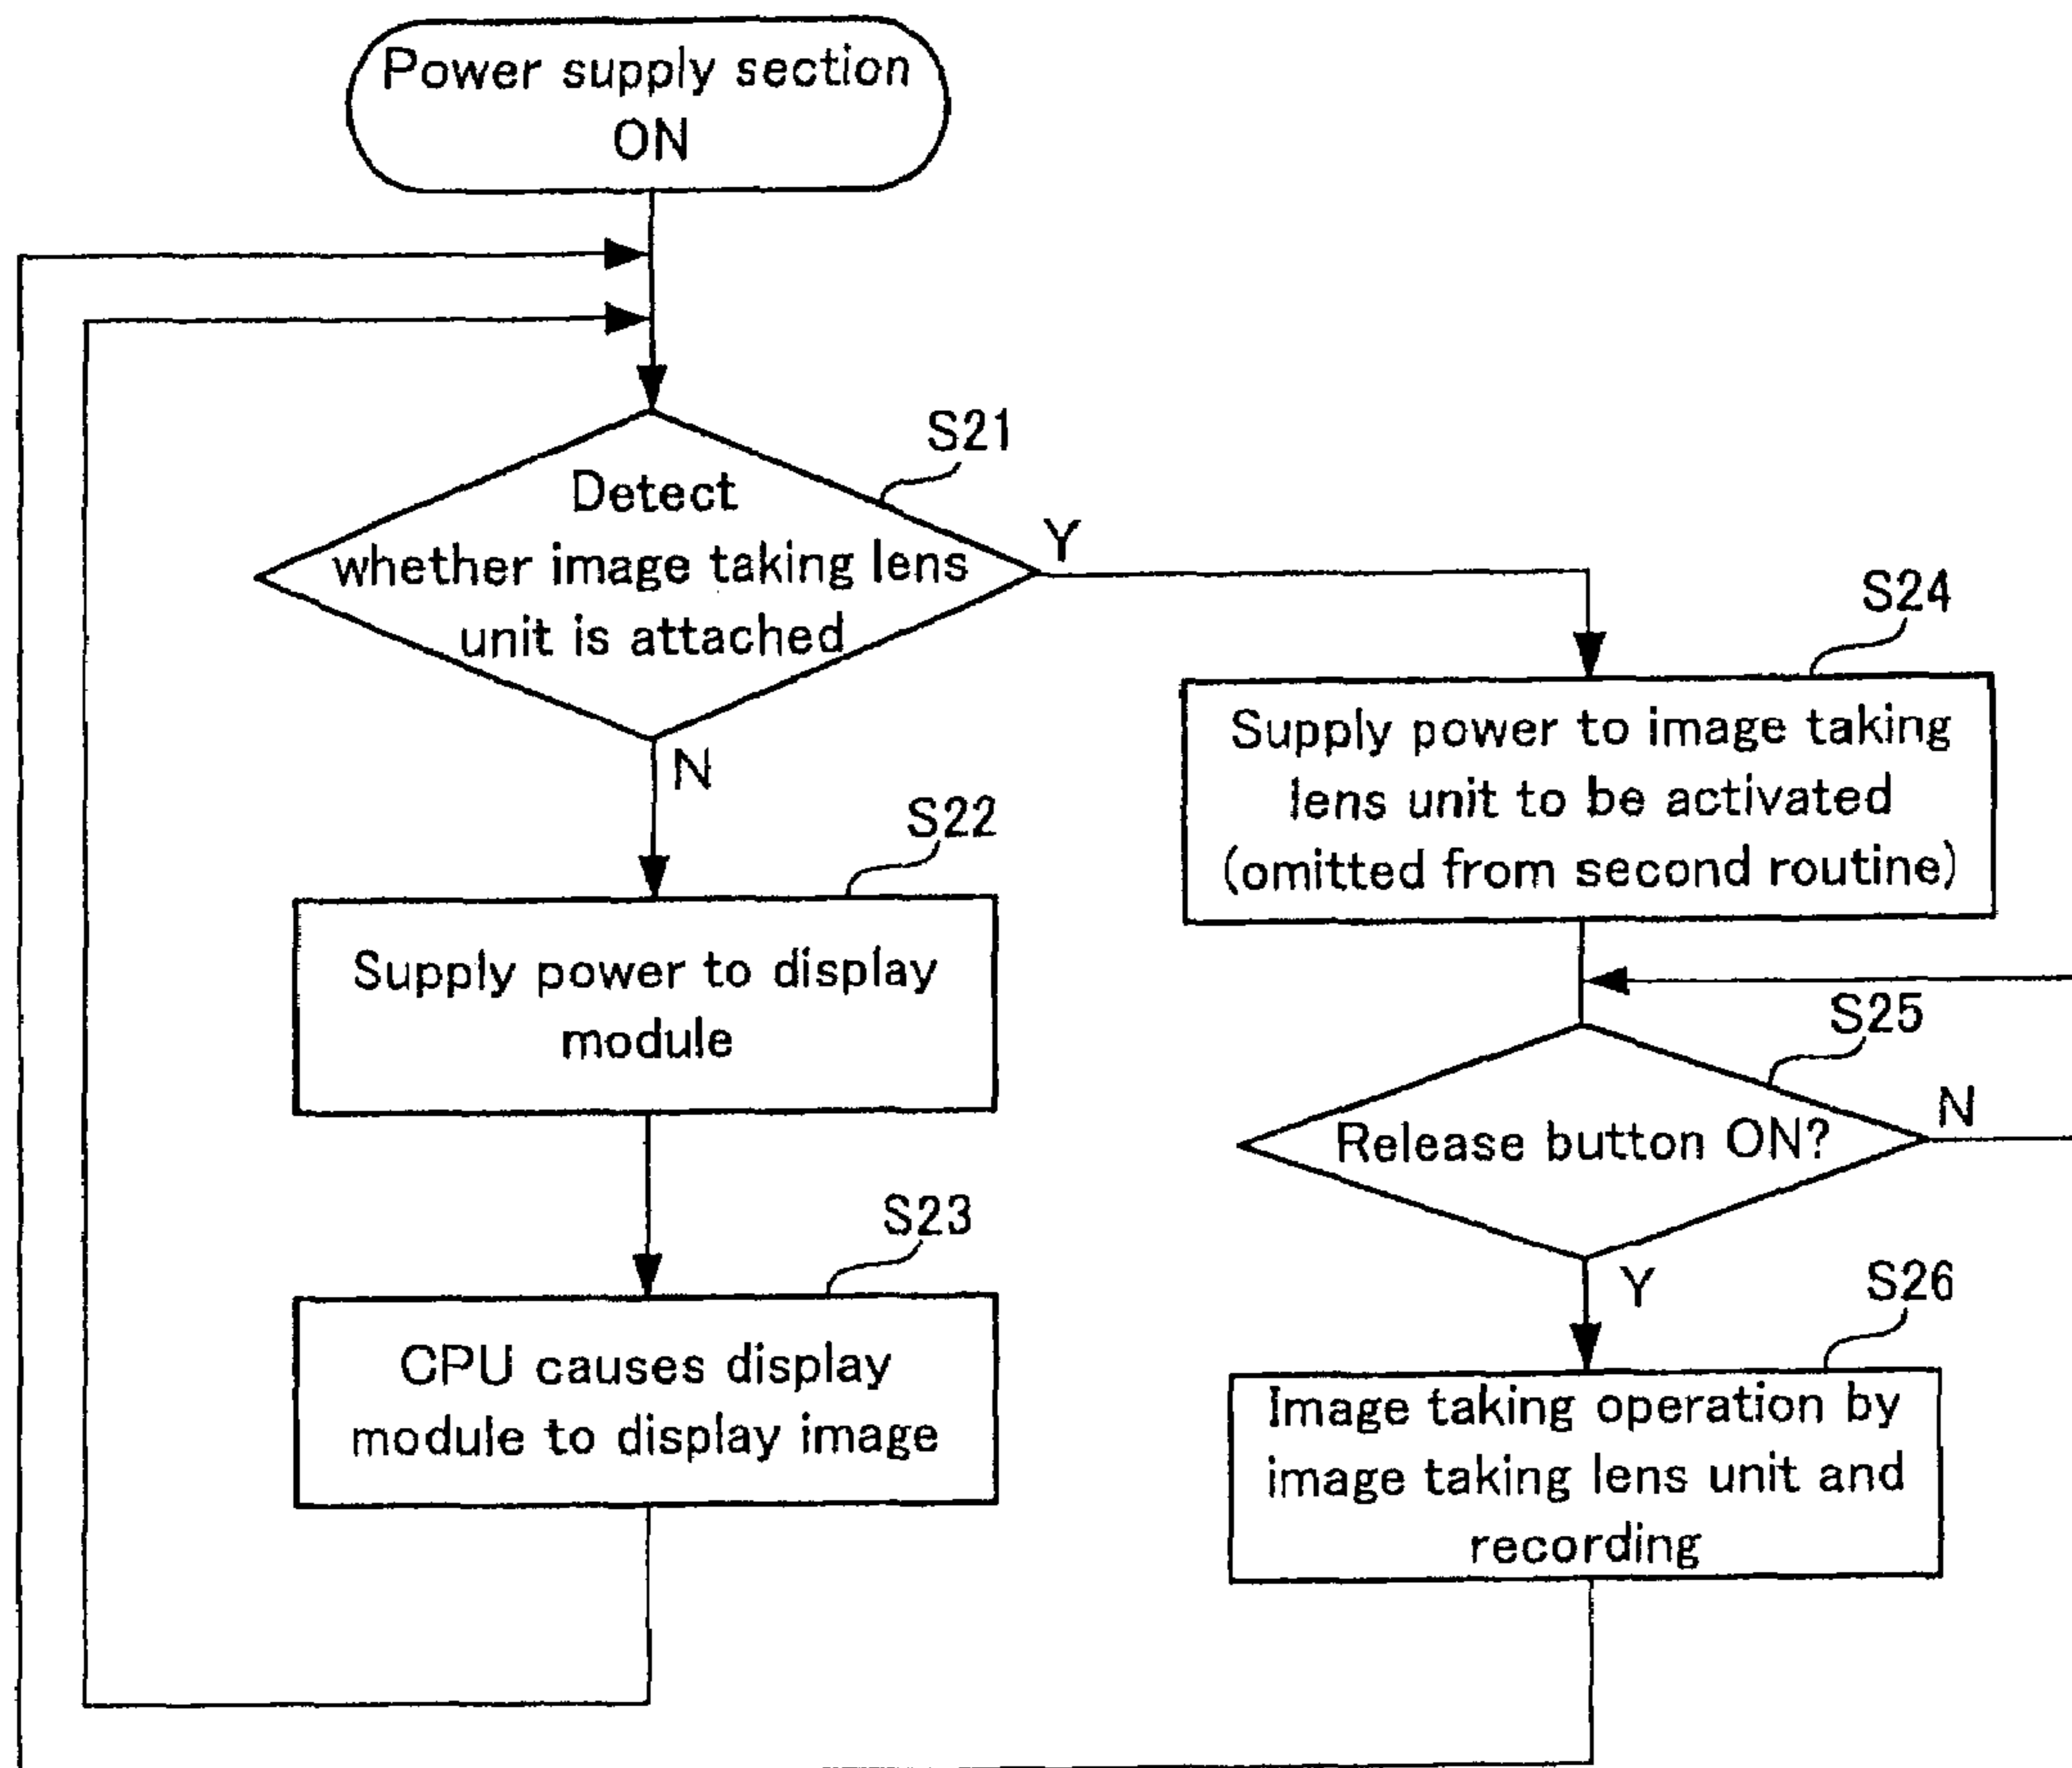 Power supply section
ON
S21
Detect
whether image taking lens
unit is attached
Y
N
S22
Supply power to display
module
S23
CPU causes display
module to display image
S24
Supply power to image taking
lens unit to be activated
(omitted from second routine)
S25
Release button ON?
N
Y
S26
Image taking operation by
image taking lens unit and
recording